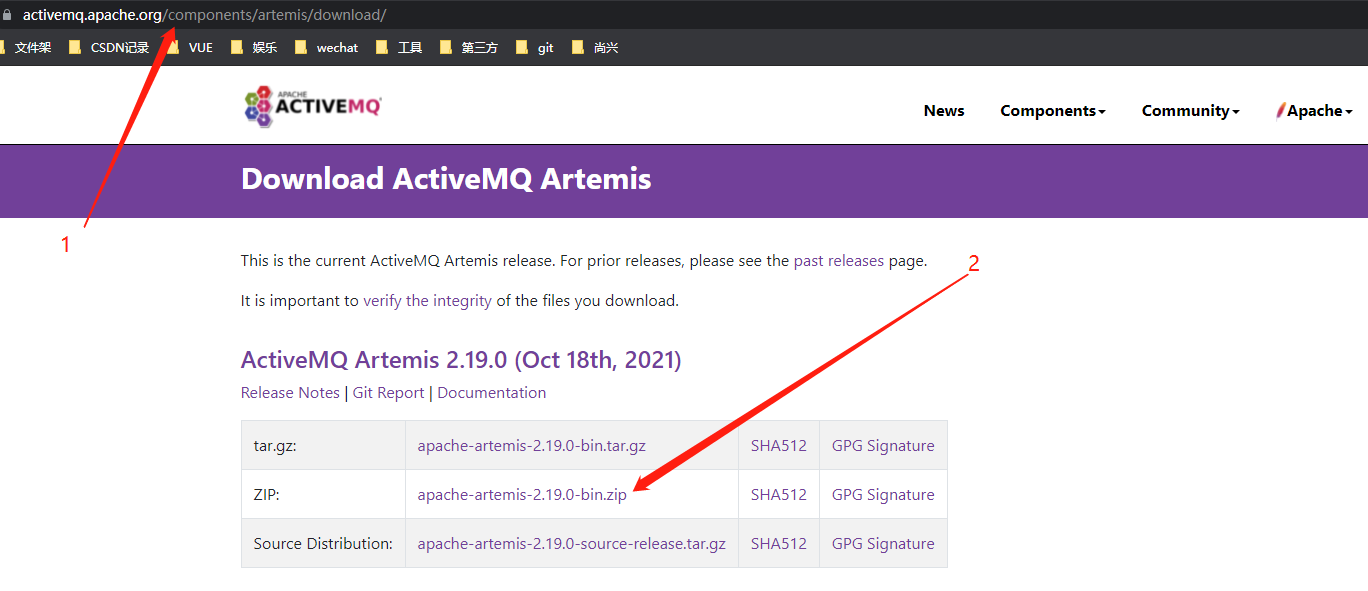 activemq.apache.org/components/artemis/download/
文件架 CSDN记录 VUE 娱乐 wechat 工具 第三方 git 尚兴
APACHE
ACTIVEMQ
News Components Community Apache
Download ActiveMQ Artemis
1
This is the current ActiveMQ Artemis release. For prior releases, please see the past releases page.
2
It is important to verify the integrity of the files you download.
ActiveMQ Artemis 2.19.0 (Oct 18th, 2021)
Release Notes | Git Report | Documentation
tar.gz: apache-artemis-2.19.0-bin.tar.gz SHA512 GPG Signature
ZIP: apache-artemis-2.19.0-bin.zip SHA512 GPG Signature
Source Distribution: apache-artemis-2.19.0-source-release.tar.gz SHA512 GPG Signature